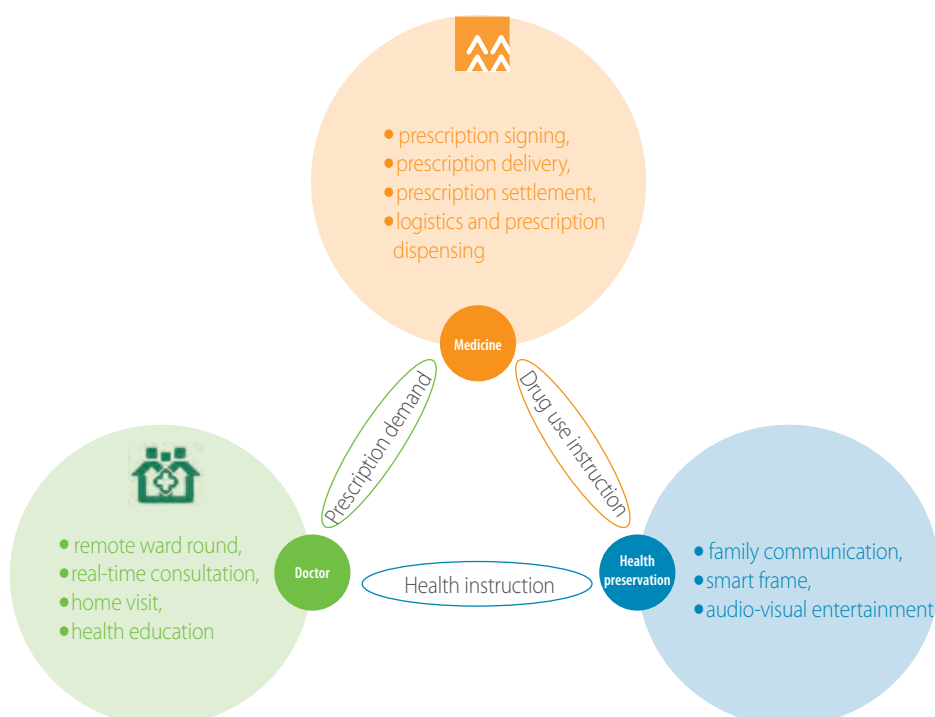 • prescription signing,
• prescription delivery,
• prescription settlement,
• logistics and prescription
dispensing
Medicine
Prescription demand
Drug use instruction
• remote ward round,
• real-time consultation,
• home visit,
• health education
Doctor
Health instruction
Health
preservation
• family communication,
• smart frame,
• audio-visual entertainment